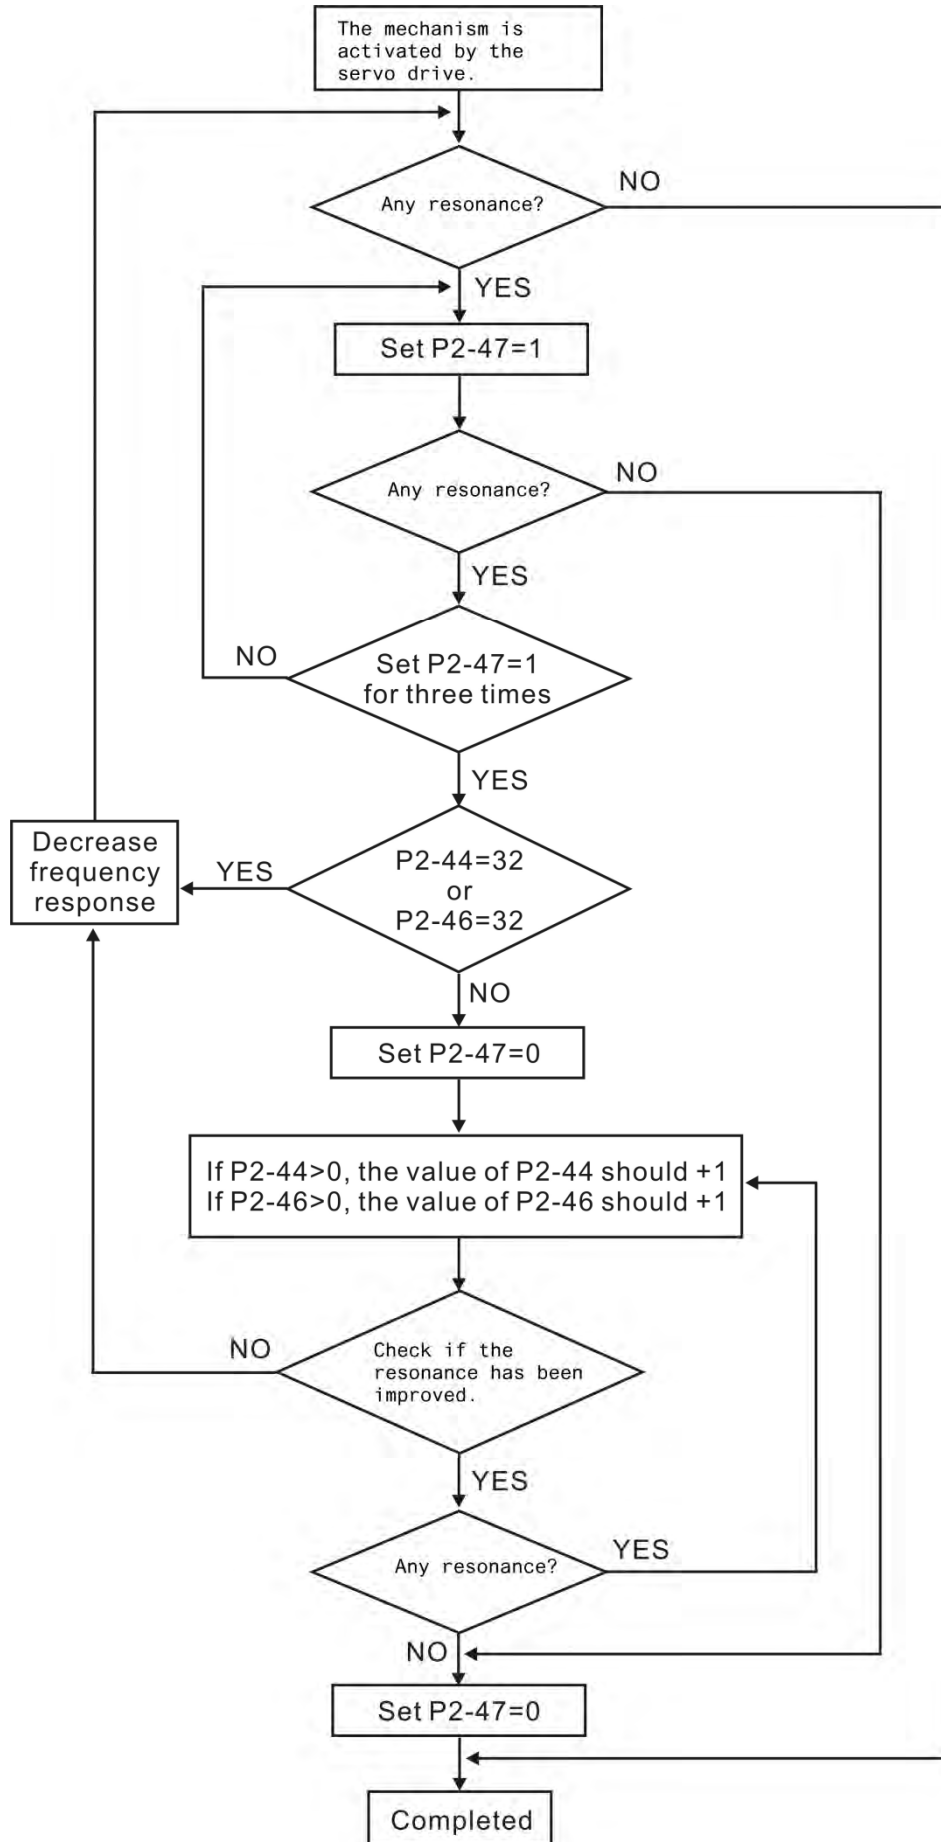 The mechanism is
activated by the
servo drive.
NO
Any resonance?
YES
Set P2-47=1
NO
Any resonance?
YES
NO
Set P2-47=1
for three times
YES
Decrease
frequency
response
YES
P2-44=32
or
P2-46=32
NO
Set P2-47=0
If P2-44>0, the value of P2-44 should +1
If P2-46>0, the value of P2-46 should +1
NO
Check if the
resonance has been
improved.
YES
Any resonance?
YES
NO
Set P2-47=0
Completed